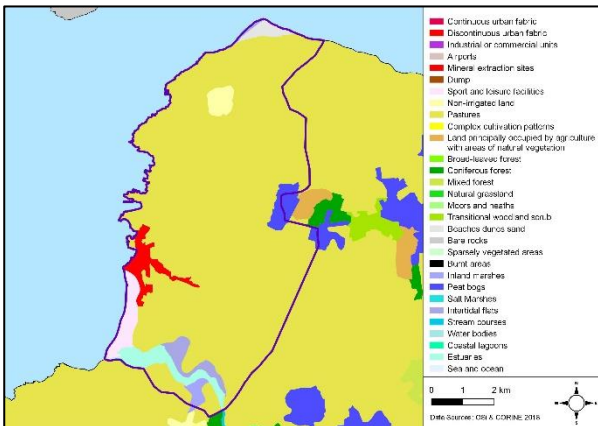 Continuous urban fabric
Discontinuous urban fabric
Industrial or commercial units
Airports
Mineral extraction sites
Dump
Sport and leisure facilities
Non-irrigated land
Pastures
Complex cultivation patterns
Land principally occupied by agriculture
with areas of natural vegetation
Broad-leaved forest
Coniferous forest
Mixed forest
Natural grassland
Moors and heaths
Transitional wood and scrub
Beaches dunes sand
Bare rocks
Sparsely vegetated areas
Burnt areas
Inland marshes
Peat bogs
Salt Marshes
Intertidal flats
Stream courses
Water bodies
Coastal lagoons
Estuaries
Sea and ocean
0 1 2 km
Data Sources: OSi & CORINE 2018